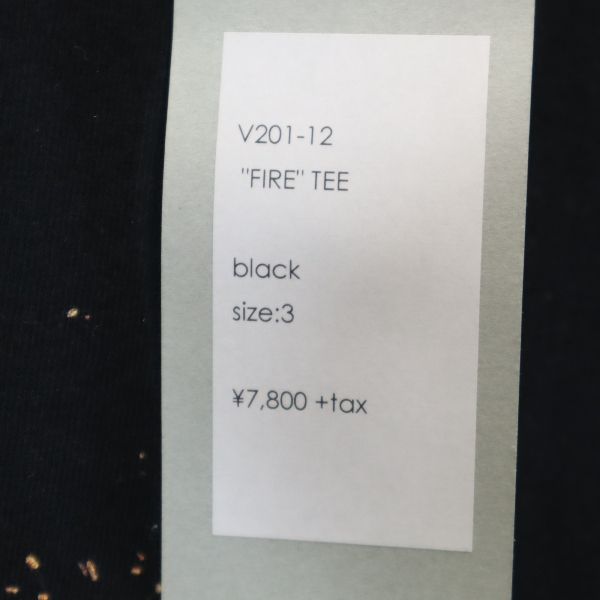 V201-12
"FIRE" TEE
black
size:3
¥7,800 +tax